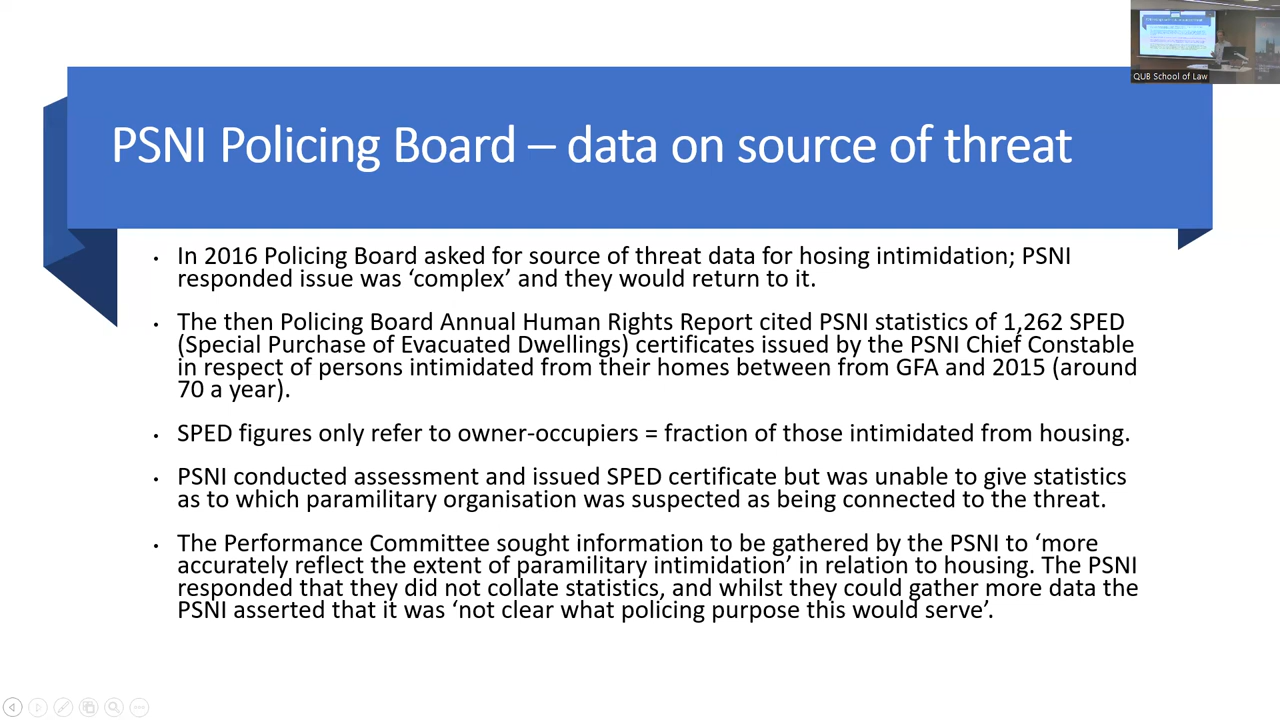 QUB School of Law
PSNI Policing Board – data on source of threat
• In 2016 Policing Board asked for source of threat data for hosing intimidation; PSNI
responded issue was ‘complex’ and they would return to it.
• The then Policing Board Annual Human Rights Report cited PSNI statistics of 1,262 SPED
(Special Purchase of Evacuated Dwellings) certificates issued by the PSNI Chief Constable
in respect of persons intimidated from their homes between from GFA and 2015 (around
70 a year).
• SPED figures only refer to owner-occupiers = fraction of those intimidated from housing.
• PSNI conducted assessment and issued SPED certificate but was unable to give statistics
as to which paramilitary organisation was suspected as being connected to the threat.
• The Performance Committee sought information to be gathered by the PSNI to ‘more
accurately reflect the extent of paramilitary intimidation’ in relation to housing. The PSNI
responded that they did not collate statistics, and whilst they could gather more data the
PSNI asserted that it was ‘not clear what policing purpose this would serve’.